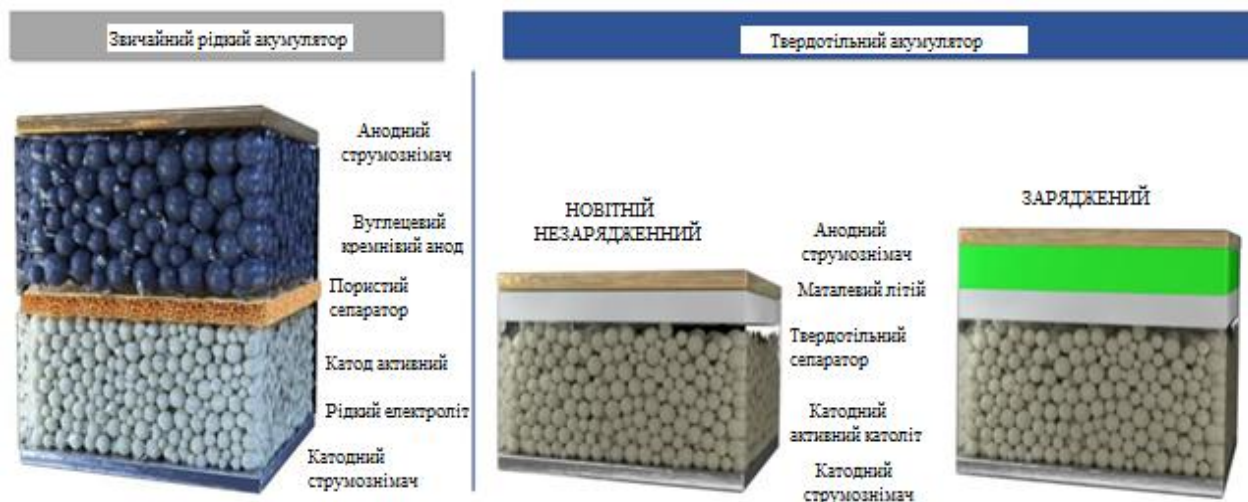 Звичайний рідкий акумулятор
Твердотільний акумулятор
Анодний
струмознімач
Вуглецевий
кремнівий анод
Пористий
сепаратор
Катод активний
Рідкий електроліт
Катодний
струмознімач
НОВІТНІЙ
НЕЗАРЯДЖЕННИЙ
Анодний
струмознімач
Маталевий літій
Твердотільний
сепаратор
Катодний
активний католіт
Катодний
струмознімач
ЗАРЯДЖЕНИЙ